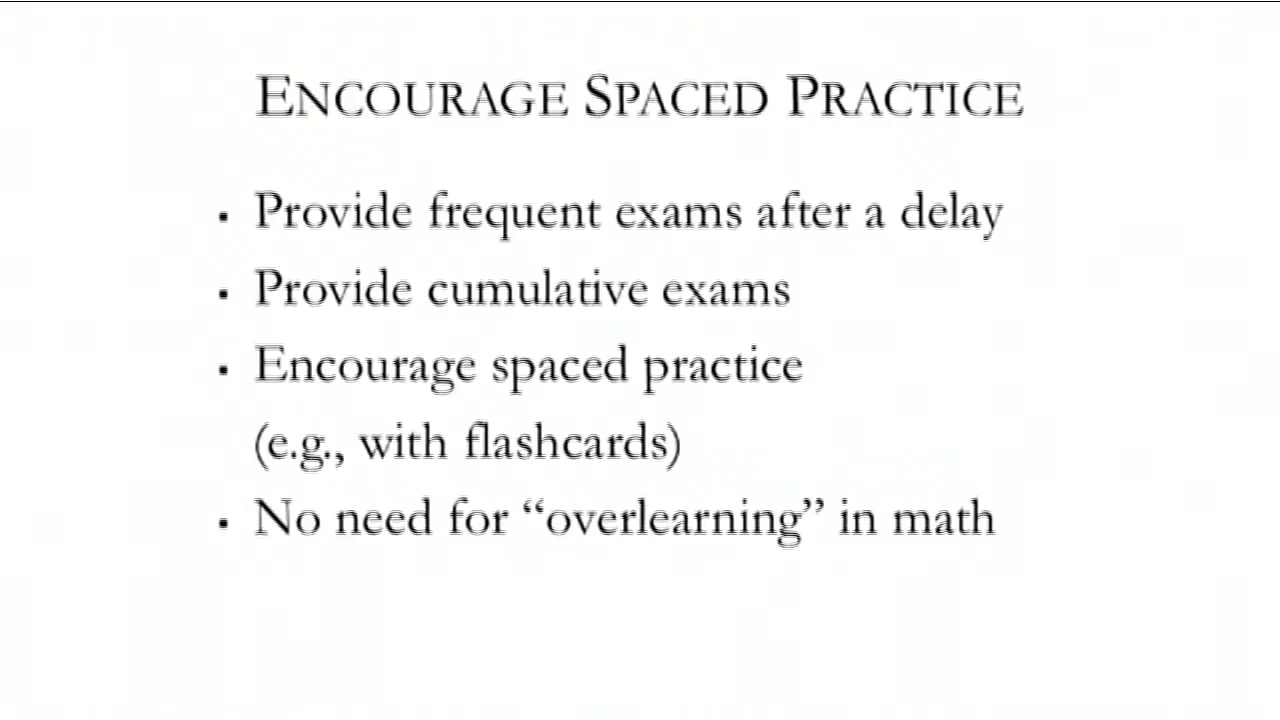 ENCOURAGE SPACED PRACTICE
▪ Provide frequent exams after a delay
▪ Provide cumulative exams
▪ Encourage spaced practice
(e.g., with flashcards)
▪ No need for “overlearning” in math